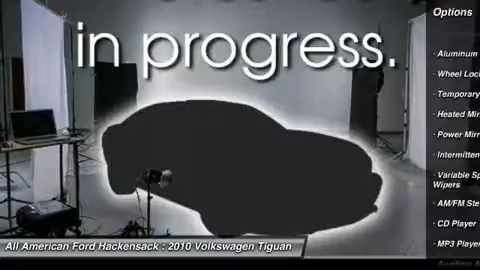 in progress.
Options
· Aluminum
· Wheel Loc
· Temporary
· Heated Mir
· Power Mirr
· Intermitten
· Variable Sp
Wipers
· AM/FM Ste
· CD Player
· MP3 Player
All American Ford Hackensack : 2010 Volkswagen Tiguan